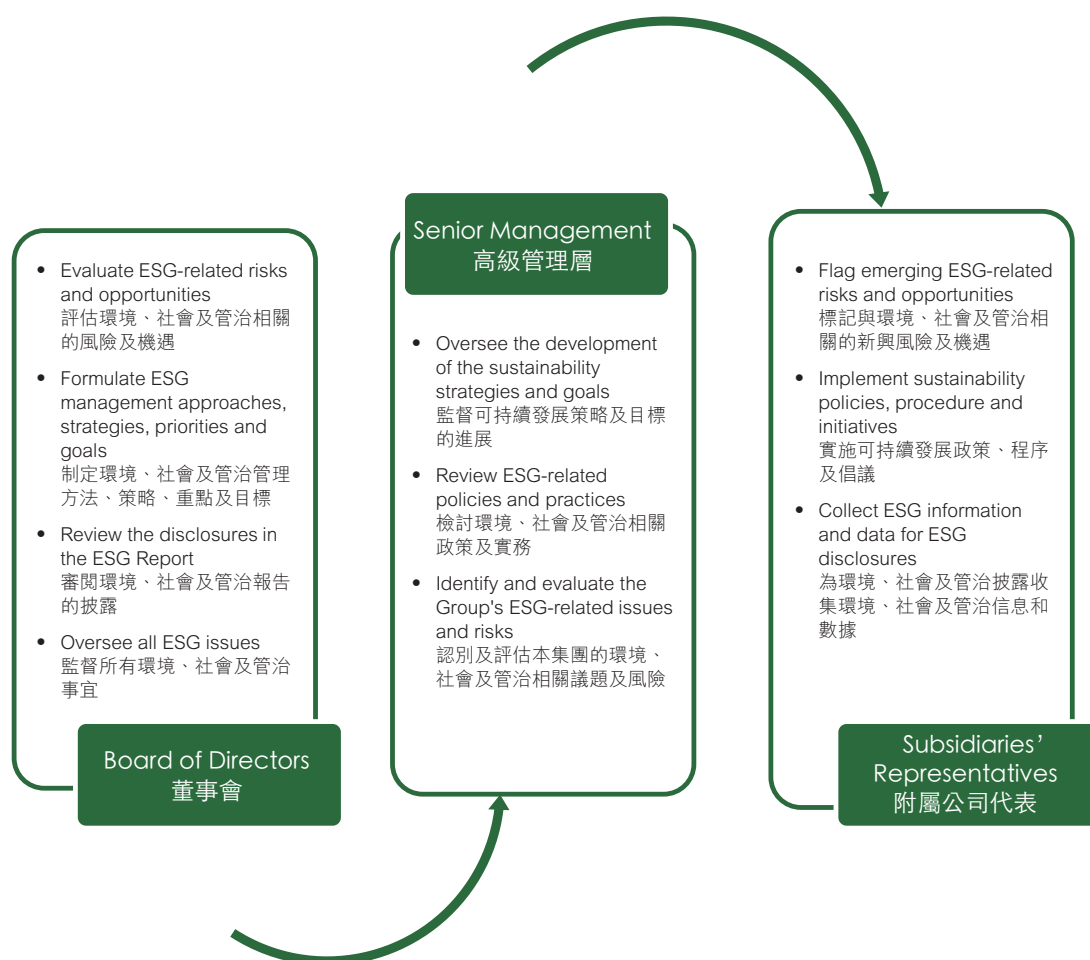 • Evaluate ESG-related risks
and opportunities
評估環境、社會及管治相關
的風險及機遇
• Formulate ESG
management approaches,
strategies, priorities and
goals
制定環境、社會及管治管理
方法、策略、重點及目標
• Review the disclosures in
the ESG Report
審閱環境、社會及管治報告
的披露
• Oversee all ESG issues
監督所有環境、社會及管治
事宜
Board of Directors
董事會
Senior Management
高級管理層
• Oversee the development
of the sustainability
strategies and goals
監督可持續發展策略及目標
的進展
• Review ESG-related
policies and practices
檢討環境、社會及管治相關
政策及實務
• Identify and evaluate the
Group's ESG-related issues
and risks
認別及評估本集團的環境、
社會及管治相關議題及風險
• Flag emerging ESG-related
risks and opportunities
標記與環境、社會及管治相
關的新興風險及機遇
• Implement sustainability
policies, procedure and
initiatives
實施可持續發展政策、程序
及倡議
• Collect ESG information
and data for ESG
disclosures
為環境、社會及管治披露收
集環境、社會及管治信息和
數據
Subsidiaries’
Representatives
附屬公司代表